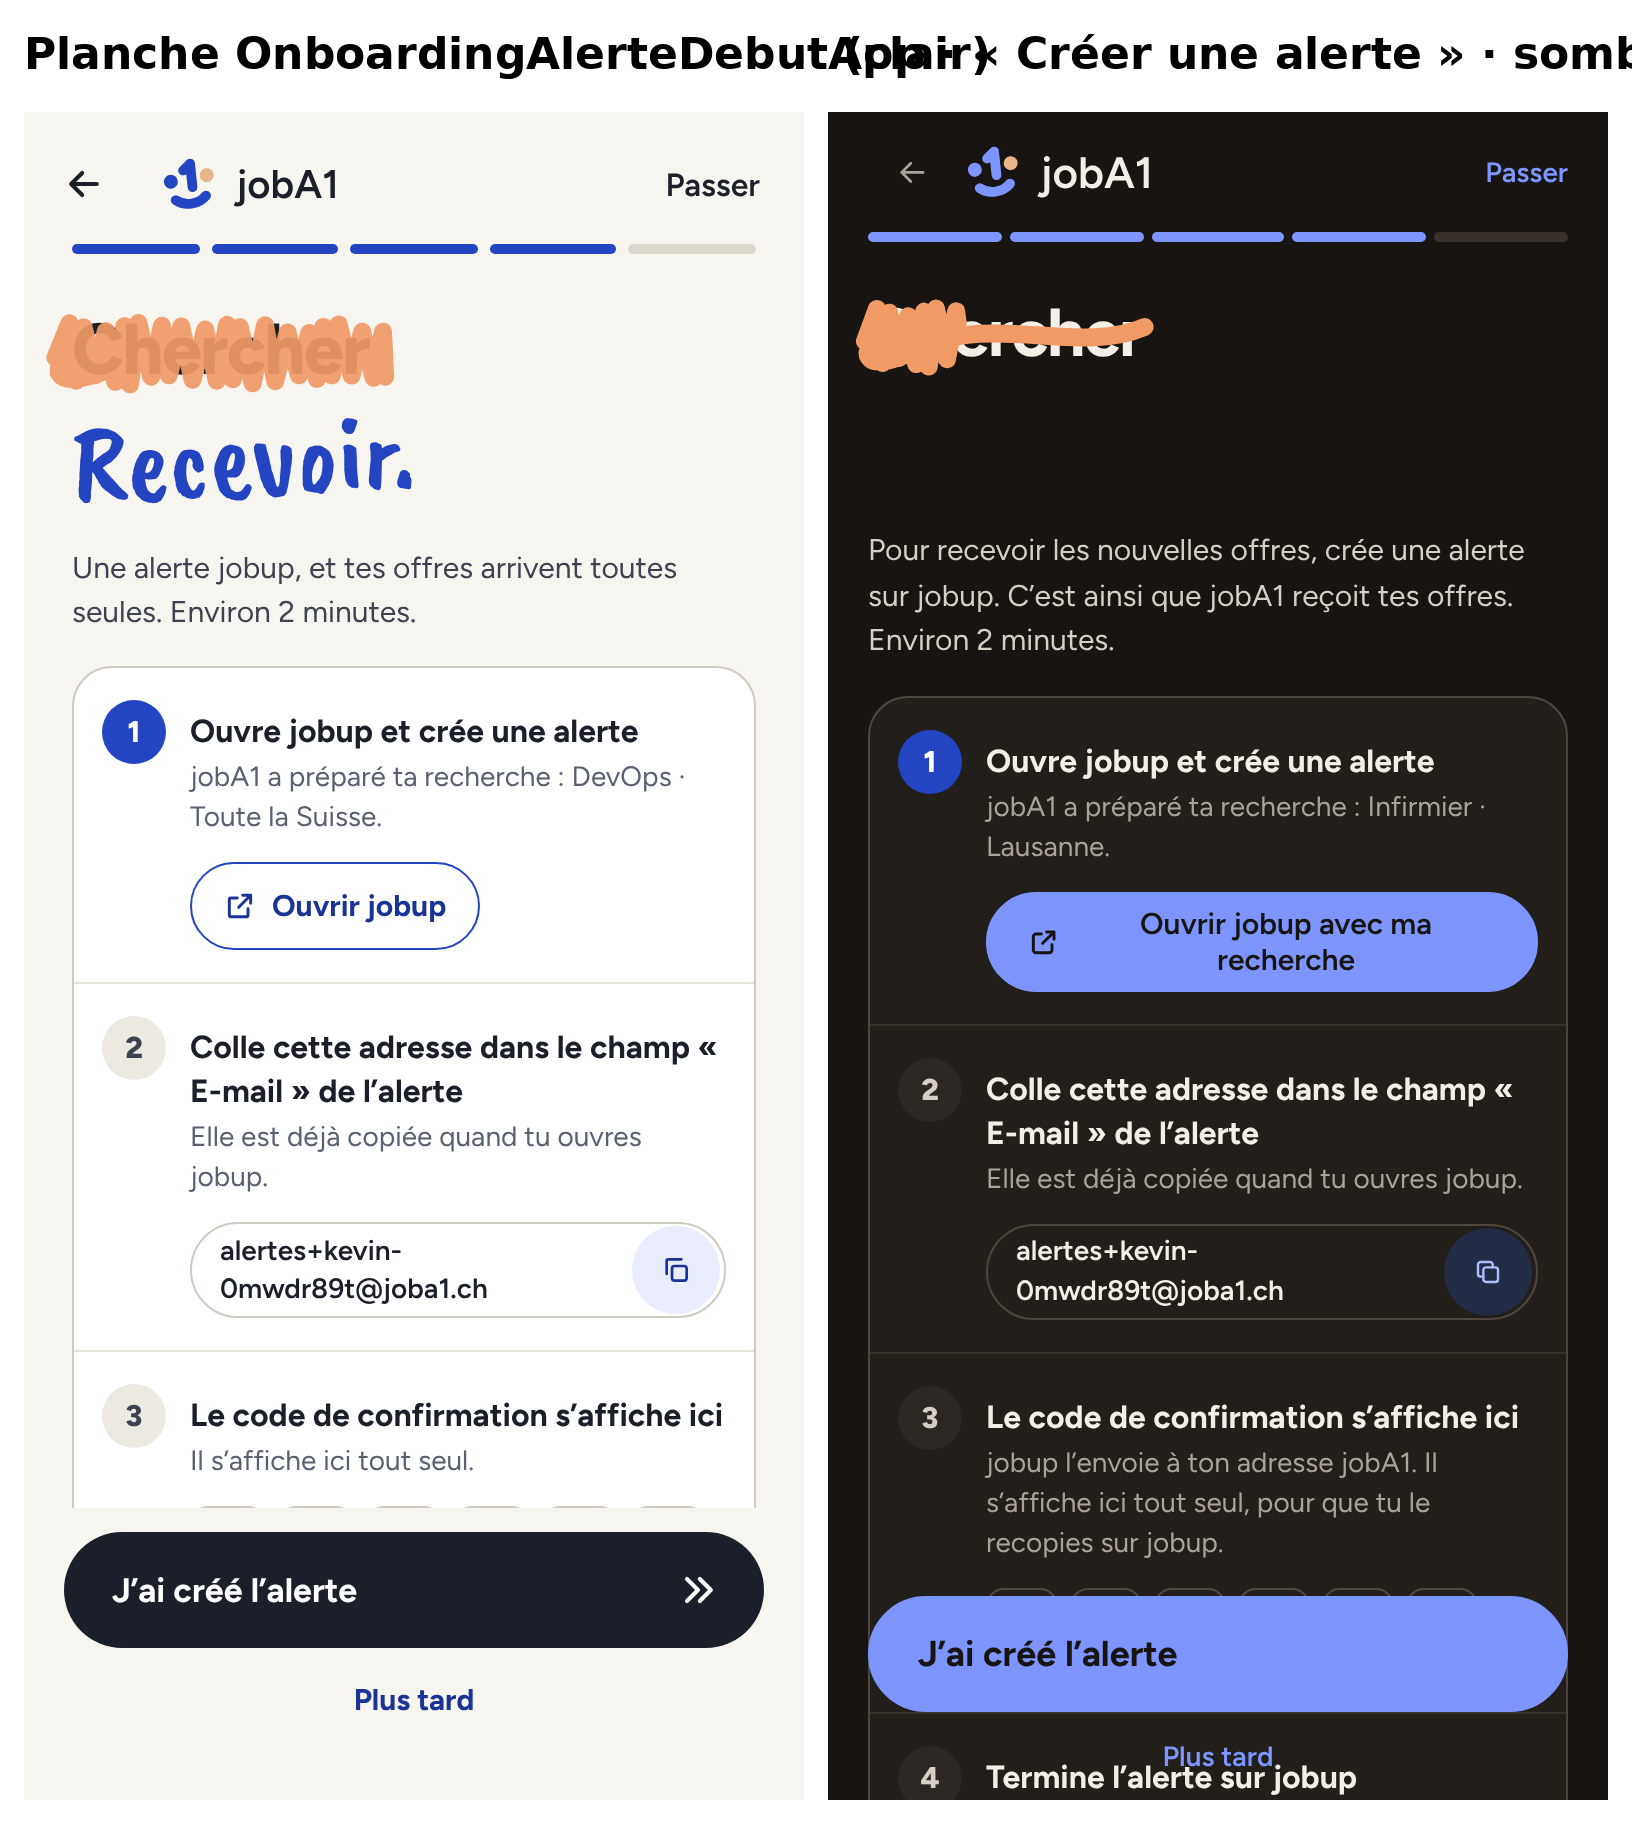 Planche OnboardingAlerteDebut (clair)
App · « Créer une alerte » · somb
jobA1
Passer
Chercher
Recevoir.
Une alerte jobup, et tes offres arrivent toutes
seules. Environ 2 minutes.
1
Ouvre jobup et crée une alerte
jobA1 a préparé ta recherche : DevOps ·
Toute la Suisse.
Ouvrir jobup
2
Colle cette adresse dans le champ «
E-mail » de l’alerte
Elle est déjà copiée quand tu ouvres
jobup.
alertes+kevin-
0mwdr89t@joba1.ch
3
Le code de confirmation s’affiche ici
Il s’affiche ici tout seul.
J’ai créé l’alerte
Plus tard
jobA1
Passer
Chercher
Pour recevoir les nouvelles offres, crée une alerte
sur jobup. C’est ainsi que jobA1 reçoit tes offres.
Environ 2 minutes.
1
Ouvre jobup et crée une alerte
jobA1 a préparé ta recherche : Infirmier ·
Lausanne.
Ouvrir jobup avec ma
recherche
2
Colle cette adresse dans le champ «
E-mail » de l’alerte
Elle est déjà copiée quand tu ouvres jobup.
alertes+kevin-
0mwdr89t@joba1.ch
3
Le code de confirmation s’affiche ici
jobup l’envoie à ton adresse jobA1. Il
s’affiche ici tout seul, pour que tu le
recopies sur jobup.
J’ai créé l’alerte
Plus tard
4
Termine l’alerte sur jobup